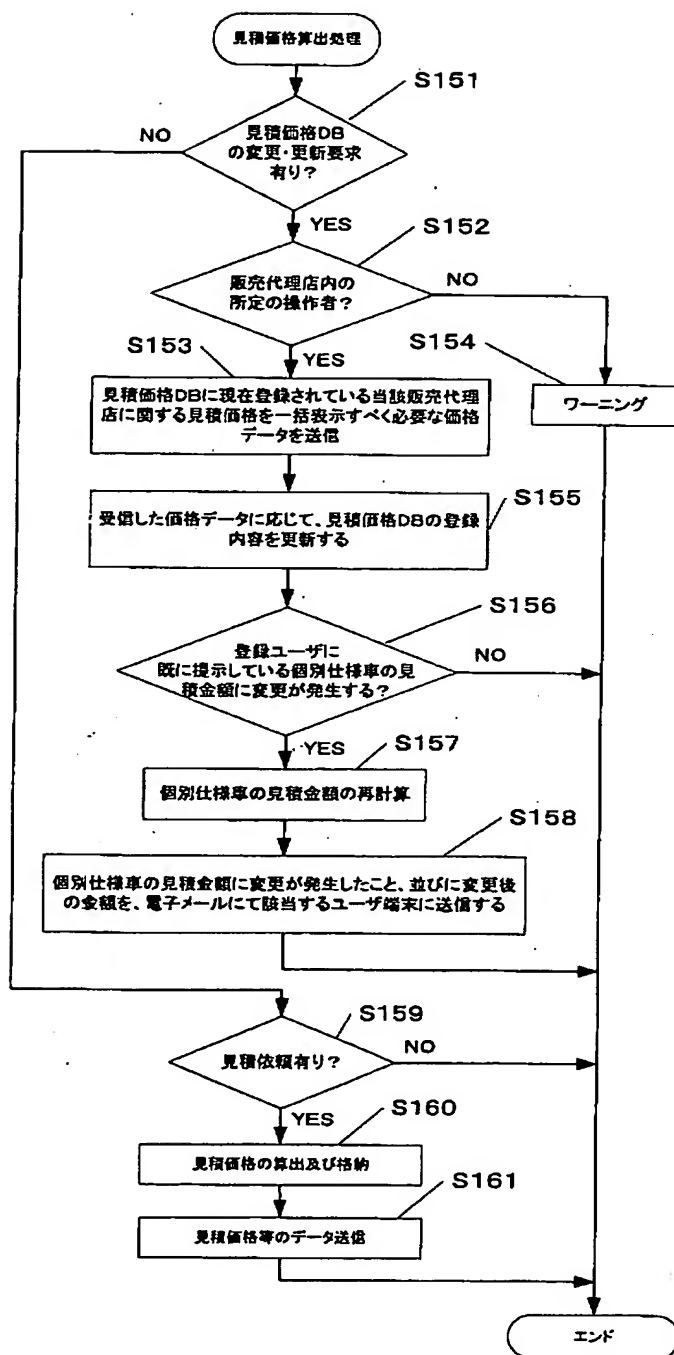 見積価格算出処理
S151
NO
見積価格DB
の変更・更新要求
有り?
YES
S152
販売代理店内の
所定の操作者?
NO
S153
YES
S154
見積価格DBに現在登録されている当該販売代理
店に関する見積価格を一括表示すべく必要な価格
データを送信
ワーニング
S155
受信した価格データに応じて、見積価格DBの登録
内容を更新する
S156
登録ユーザに
既に提示している個別仕様車の見
積金額に変更が発生する?
NO
YES
S157
個別仕様車の見積金額の再計算
S158
個別仕様車の見積金額に変更が発生したこと、並びに変更後
の金額を、電子メールにて該当するユーザ端末に送信する
S159
見積依頼有り?
NO
YES
S160
見積価格の算出及び格納
S161
見積価格等のデータ送信
エンド